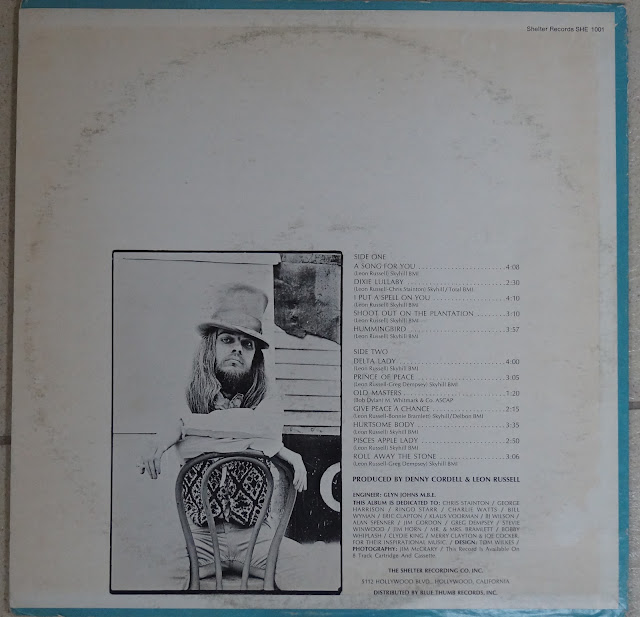 Shelter Records SHE 1001
SIDE ONE
A SONG FOR YOU 4:08
(Leon Russell) Skyhill BMI
DIXIE LULLABY 2:30
(Leon Russell-Chris Stainton) Skyhill/Total BMI
I PUT A SPELL ON YOU 4:10
(Leon Russell) Skyhill BMI
SHOOT OUT ON THE PLANTATION 3:10
(Leon Russell) Skyhill BMI
HUMMINGBIRD 3:57
(Leon Russell) Skyhill BMI
SIDE TWO
DELTA LADY 4:00
(Leon Russell) Skyhill BMI
PRINCE OF PEACE 3:05
(Leon Russell-Greg Dempsey) Skyhill BMI
OLD MASTERS 1:20
(Bob Dylan) M. Whitmark & Co. ASCAP
GIVE PEACE A CHANCE 2:15
(Leon Russell-Bonnie Bramlett) Skyhill/Delbon BMI
HURTSOME BODY 3:35
(Leon Russell) Skyhill BMI
PISCES APPLE LADY 2:50
(Leon Russell) Skyhill BMI
ROLL AWAY THE STONE 3:06
(Leon Russell-Greg Dempsey) Skyhill BMI
PRODUCED BY DENNY CORDELL & LEON RUSSELL
ENGINEER: GLYN JOHNS M.B.E.
THIS ALBUM IS DEDICATED TO: CHRIS STAINTON / GEORGE
HARRISON / RINGO STARR / CHARLIE WATTS / BILL
WYMAN / ERIC CLAPTON / KLAUS VOORMAN / BJ WILSON /
ALAN SPENNER / JIM GORDON / GREG DEMPSEY / STEVIE
WINWOOD / JIM HORN / MR. & MRS. BRAMLETT / BOBBY
WHIPLASH / CLYDIE KING / MERRY CLAYTON & JOE COCKER,
FOR THEIR INSPIRATIONAL MUSIC. / DESIGN: TOM WILKES /
PHOTOGRAPHY: JIM McCRARY / This Record Is Available On
8 Track Cartridge And Cassette
THE SHELTER RECORDING CO. INC.
HOLLYWOOD BLVD., HOLLYWOOD, CALIFORNIA
DISTRIBUTED BY BLUE THUMB RECORDS, INC.